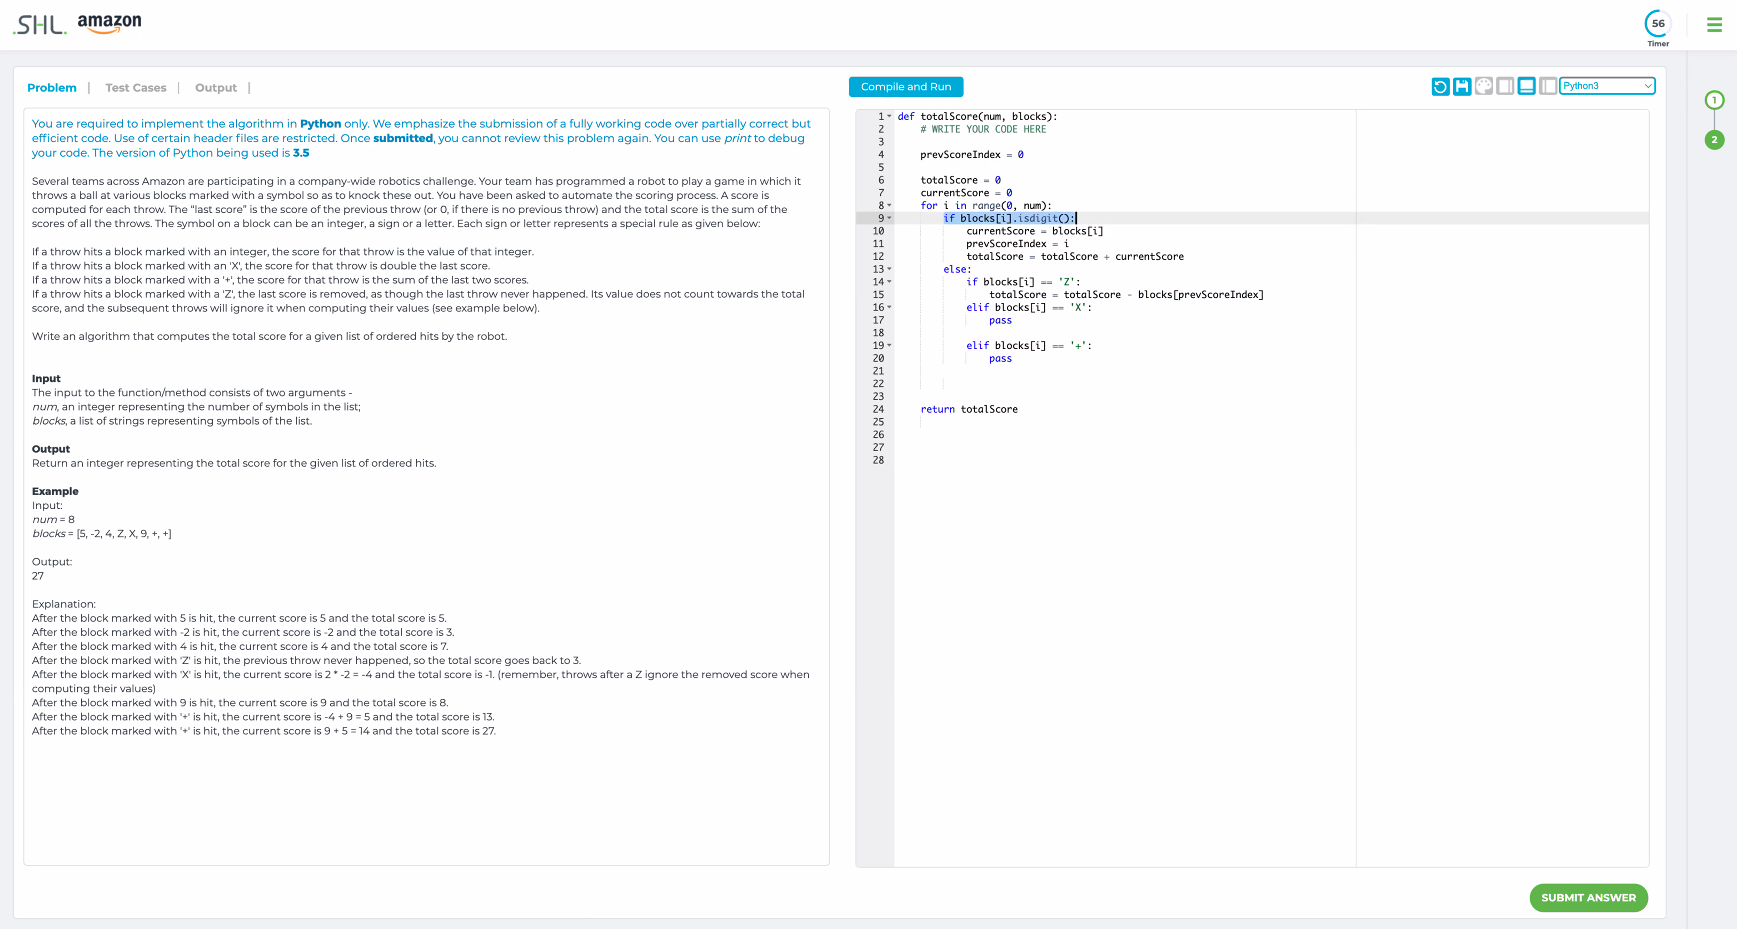 .SHL. amazon
56
Timer
Problem | Test Cases | Output |
Compile and Run
Python3
1
2
You are required to implement the algorithm in Python only. We emphasize the submission of a fully working code over partially correct but
efficient code. Use of certain header files are restricted. Once submitted, you cannot review this problem again. You can use print to debug
your code. The version of Python being used is 3.5
Several teams across Amazon are participating in a company-wide robotics challenge. Your team has programmed a robot to play a game in which it
throws a ball at various blocks marked with a symbol so as to knock these out. You have been asked to automate the scoring process. A score is
computed for each throw. The “last score” is the score of the previous throw (or 0, if there is no previous throw) and the total score is the sum of the
scores of all the throws. The symbol on a block can be an integer, a sign or a letter. Each sign or letter represents a special rule as given below:
If a throw hits a block marked with an integer, the score for that throw is the value of that integer.
If a throw hits a block marked with an 'X', the score for that throw is double the last score.
If a throw hits a block marked with a '+', the score for that throw is the sum of the last two scores.
If a throw hits a block marked with a 'Z', the last score is removed, as though the last throw never happened. Its value does not count towards the total
score, and the subsequent throws will ignore it when computing their values (see example below).
Write an algorithm that computes the total score for a given list of ordered hits by the robot.
Input
The input to the function/method consists of two arguments -
num, an integer representing the number of symbols in the list;
blocks, a list of strings representing symbols of the list.
Output
Return an integer representing the total score for the given list of ordered hits.
Example
Input:
num = 8
blocks = [5, -2, 4, Z, X, 9, +, +]
Output:
27
Explanation:
After the block marked with 5 is hit, the current score is 5 and the total score is 5.
After the block marked with -2 is hit, the current score is -2 and the total score is 3.
After the block marked with 4 is hit, the current score is 4 and the total score is 7.
After the block marked with 'Z' is hit, the previous throw never happened, so the total score goes back to 3.
After the block marked with 'X' is hit, the current score is 2 * -2 = -4 and the total score is -1. (remember, throws after a Z ignore the removed score when
computing their values)
After the block marked with 9 is hit, the current score is 9 and the total score is 8.
After the block marked with '+' is hit, the current score is -4 + 9 = 5 and the total score is 13.
After the block marked with '+' is hit, the current score is 9 + 5 = 14 and the total score is 27.
1 def totalScore(num, blocks):
2 # WRITE YOUR CODE HERE
3
4 prevScoreIndex = 0
5
6 totalScore = 0
7 currentScore = 0
8 for i in range(0, num):
9 if blocks[i].isdigit():
10 currentScore = blocks[i]
11 prevScoreIndex = i
12 totalScore = totalScore + currentScore
13 else:
14 if blocks[i] == 'Z':
15 totalScore = totalScore - blocks[prevScoreIndex]
16 elif blocks[i] == 'X':
17 pass
18
19 elif blocks[i] == '+':
20 pass
21
22
23
24 return totalScore
25
26
27
28
SUBMIT ANSWER